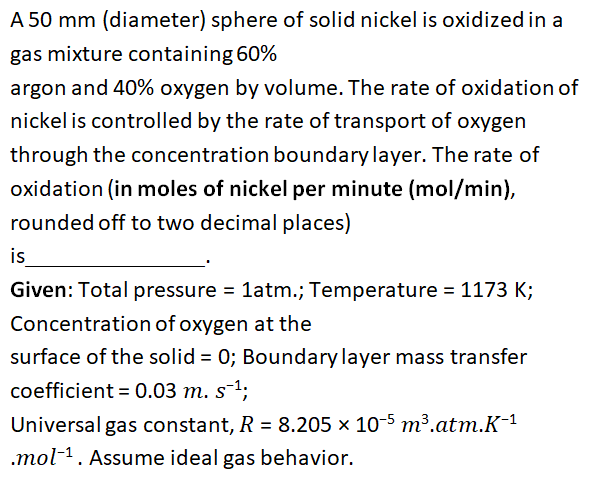 A 50 mm (diameter) sphere of solid nickel is oxidized in a
gas mixture containing 60%
argon and 40% oxygen by volume. The rate of oxidation of
nickel is controlled by the rate of transport of oxygen
through the concentration boundary layer. The rate of
oxidation (in moles of nickel per minute (mol/min),
rounded off to two decimal places)
is__________________.
Given: Total pressure = 1atm.; Temperature = 1173 K;
Concentration of oxygen at the
surface of the solid = 0; Boundary layer mass transfer
coefficient = 0.03 m. s⁻¹;
Universal gas constant, R = 8.205 × 10⁻⁵ m³.atm.K⁻¹
.mol⁻¹ . Assume ideal gas behavior.